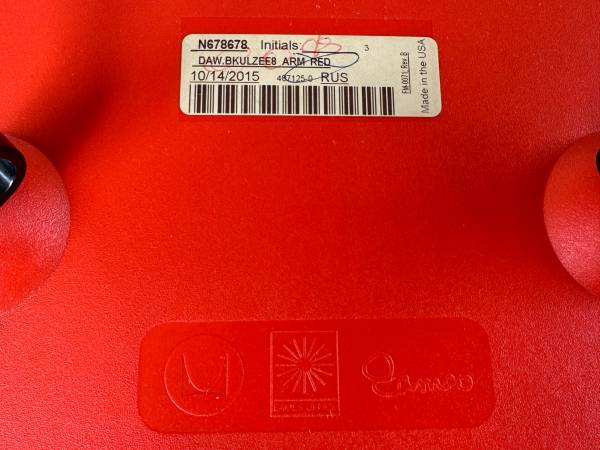 N678678 Initials: 3
DAW.BKULZEE8 ARM RED
10/14/2015 487125.0 RUS
FM-0071 Rev B
Made in the USA
Eames